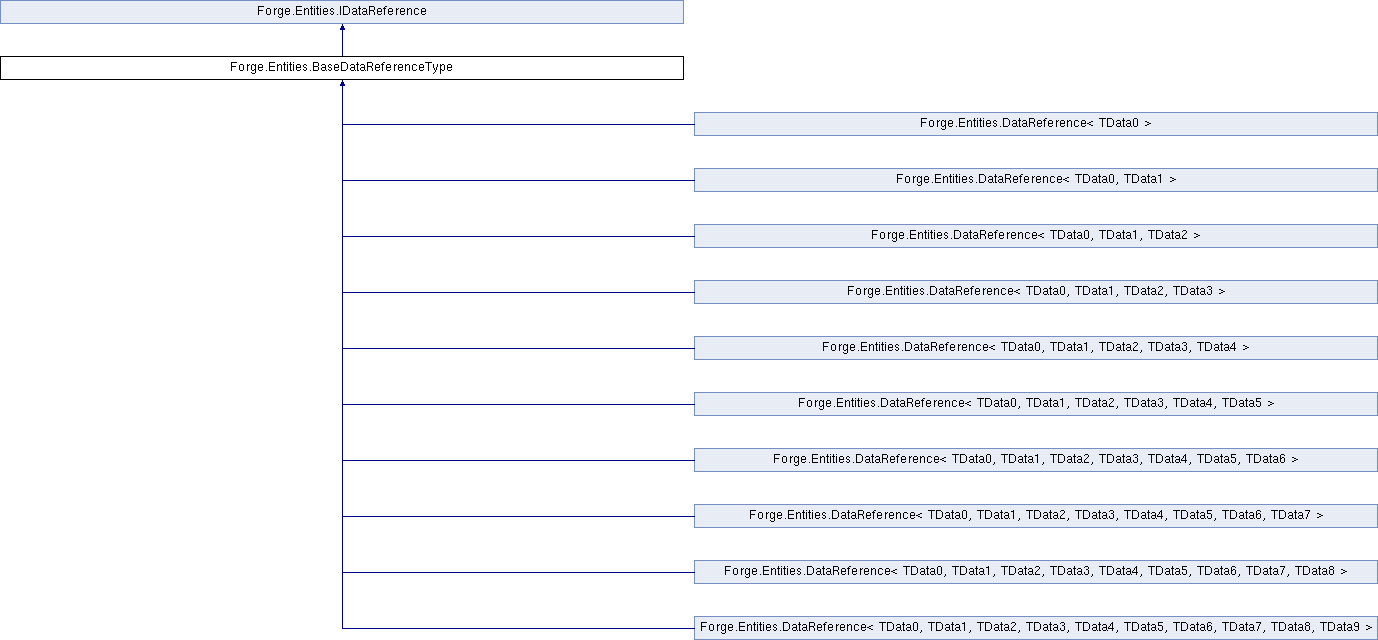 Forge.Entities.IDataReference
Forge.Entities.BaseDataReferenceType
Forge.Entities.DataReference< TData0 >
Forge.Entities.DataReference< TData0, TData1 >
Forge.Entities.DataReference< TData0, TData1, TData2 >
Forge.Entities.DataReference< TData0, TData1, TData2, TData3 >
Forge.Entities.DataReference< TData0, TData1, TData2, TData3, TData4 >
Forge.Entities.DataReference< TData0, TData1, TData2, TData3, TData4, TData5 >
Forge.Entities.DataReference< TData0, TData1, TData2, TData3, TData4, TData5, TData6 >
Forge.Entities.DataReference< TData0, TData1, TData2, TData3, TData4, TData5, TData6, TData7 >
Forge.Entities.DataReference< TData0, TData1, TData2, TData3, TData4, TData5, TData6, TData7, TData8 >
Forge.Entities.DataReference< TData0, TData1, TData2, TData3, TData4, TData5, TData6, TData7, TData8, TData9 >